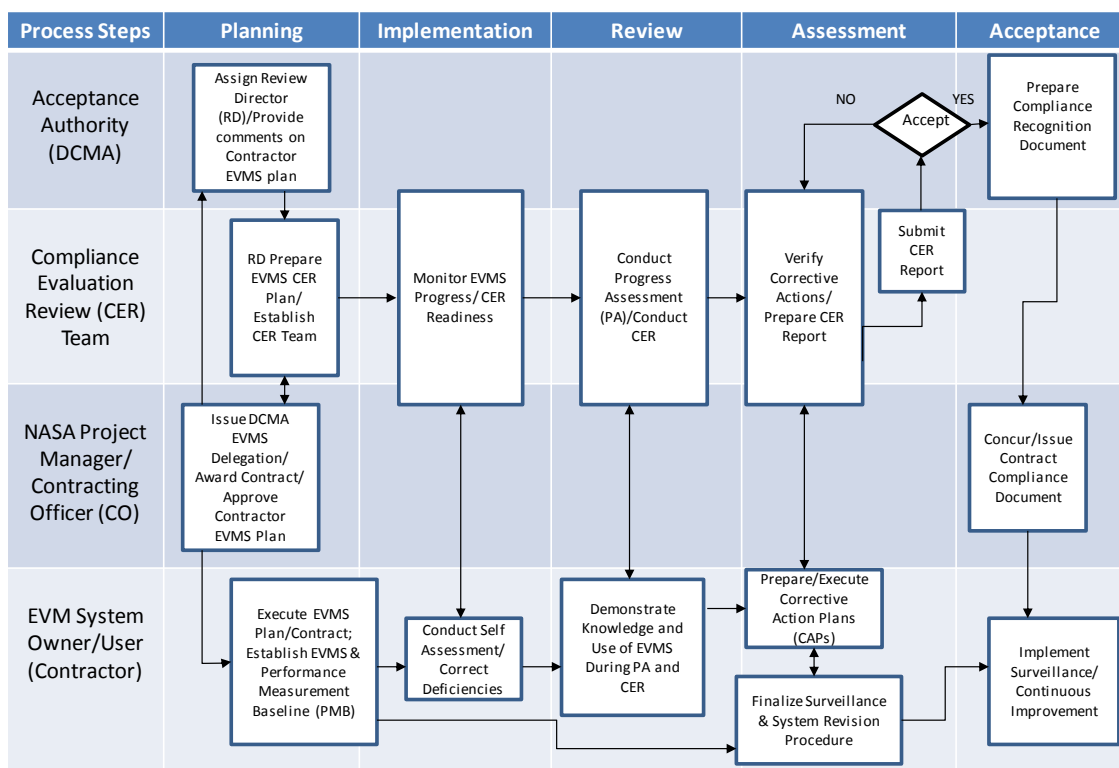 Process Steps
Planning
Implementation
Review
Assessment
Acceptance
Acceptance
Authority
(DCMA)
Assign Review
Director
(RD)/Provide
comments on
Contractor
EVMS plan
NO
YES
Accept
Prepare
Compliance
Recognition
Document
Compliance
Evaluation
Review (CER)
Team
RD Prepare
EVMS CER
Plan/
Establish
CER Team
Monitor EVMS
Progress/ CER
Readiness
Conduct
Progress
Assessment
(PA)/Conduct
CER
Verify
Corrective
Actions/
Prepare CER
Report
Submit
CER
Report
NASA Project
Manager/
Contracting
Officer (CO)
Issue DCMA
EVMS
Delegation/
Award Contract/
Approve
Contractor
EVMS Plan
Concur/Issue
Contract
Compliance
Document
EVM System
Owner/User
(Contractor)
Execute EVMS
Plan/Contract;
Establish EVMS &
Performance
Measurement
Baseline (PMB)
Conduct Self
Assessment/
Correct
Deficiencies
Demonstrate
Knowledge and
Use of EVMS
During PA and
CER
Prepare/Execute
Corrective
Action Plans
(CAPs)
Finalize Surveillance
& System Revision
Procedure
Implement
Surveillance/
Continuous
Improvement